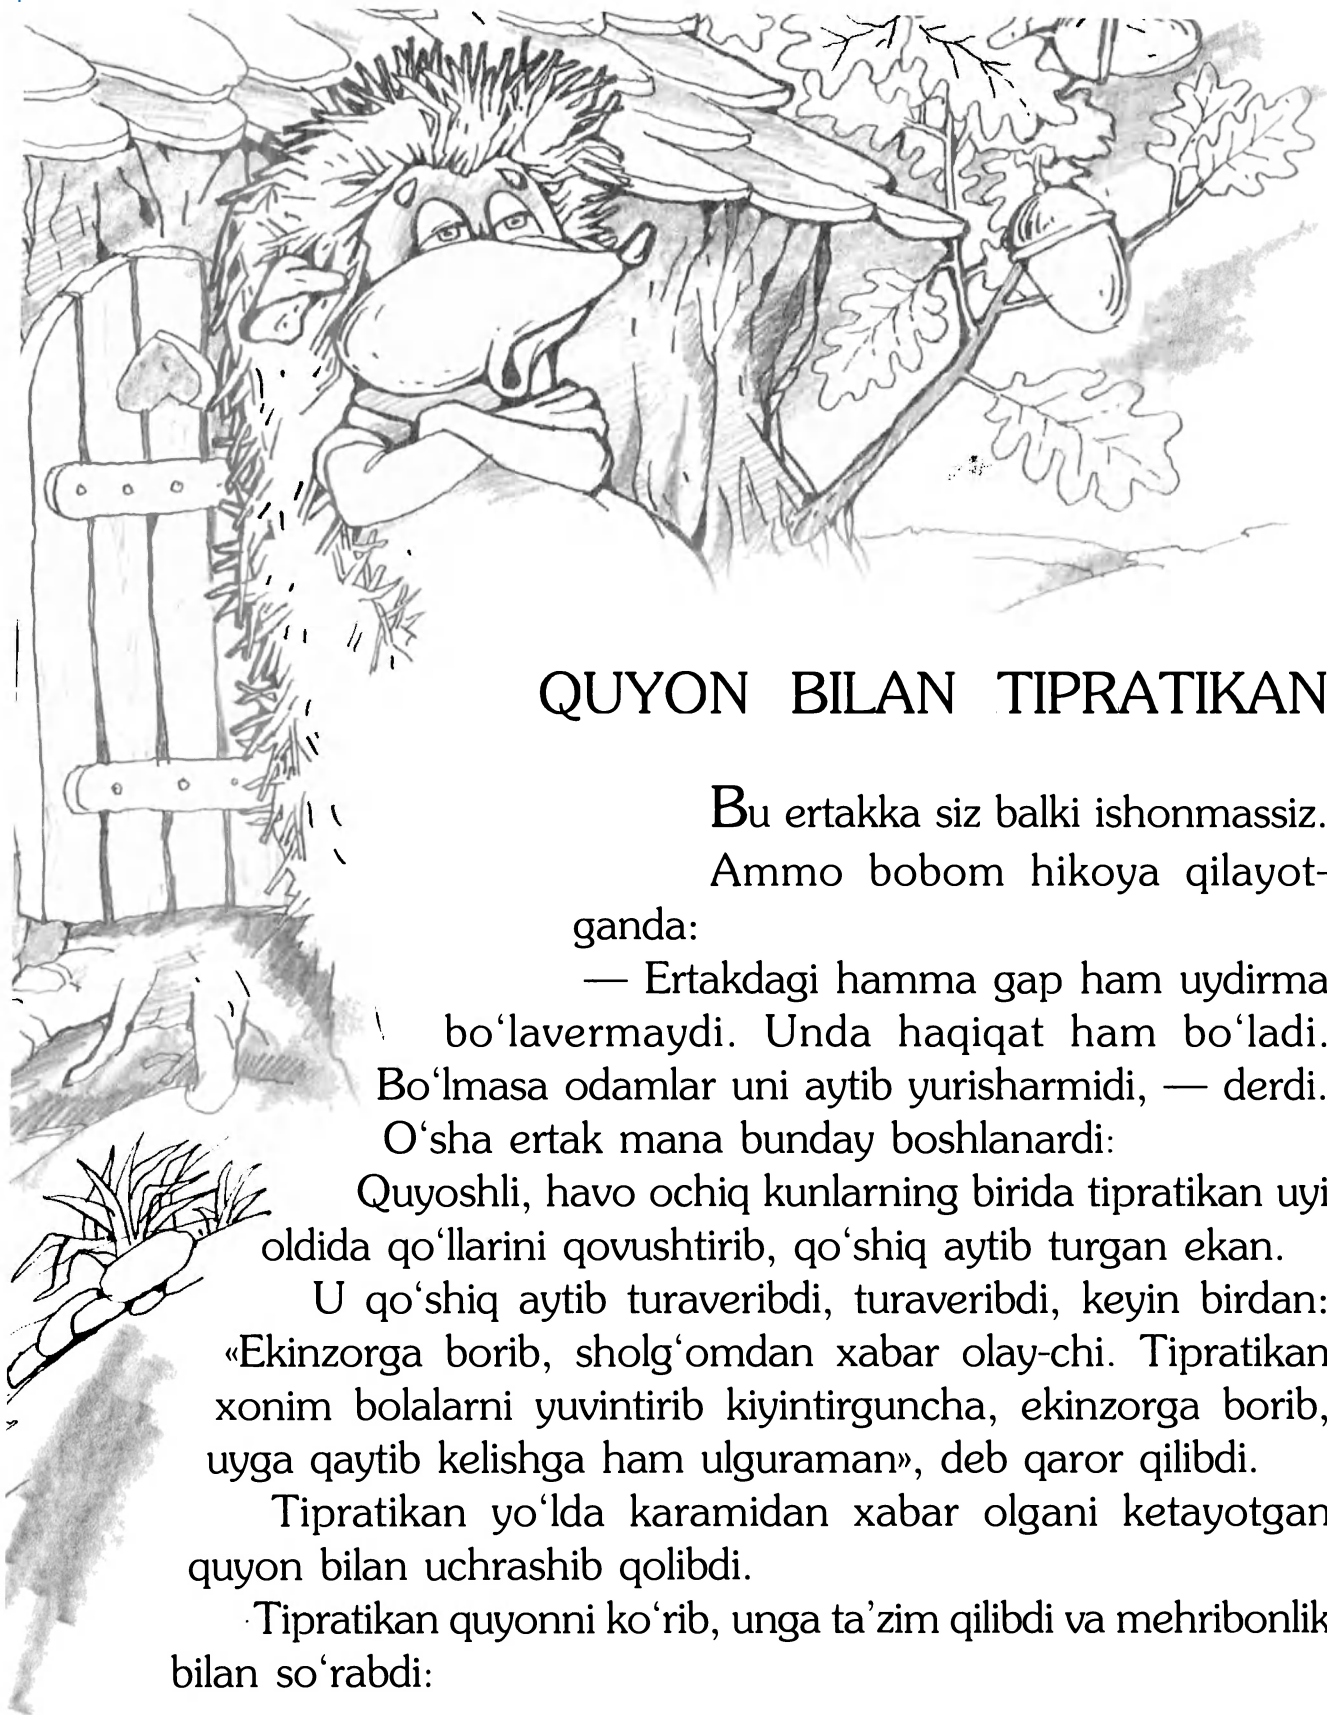 QUYON BILAN TIPRATIKAN
Bu ertakka siz balki ishonmassiz.
Ammo bobom hikoya qilayot-
ganda:
— Ertakdagi hamma gap ham uydirma
bo‘lavermaydi. Unda haqiqat ham bo‘ladi.
Bo‘lmasa odamlar uni aytib yurisharmidi, — derdi.
O‘sha ertak mana bunday boshlanardi:
Quyoshli, havo ochiq kunlarning birida tipratikan uyi
oldida qo‘llarini qovushtirib, qo‘shiq aytib turgan ekan.
U qo‘shiq aytib turaveribdi, turaveribdi, keyin birdan:
«Ekinzorga borib, sholg‘omdan xabar olay-chi. Tipratikan
xonim bolalarni yuvintirib kiyintirguncha, ekinzorga borib,
uyga qaytib kelishga ham ulguraman», deb qaror qilibdi.
Tipratikan yo‘lda karamidan xabar olgani ketayotgan
quyon bilan uchrashib qolibdi.
Tipratikan quyonni ko‘rib, unga ta’zim qilibdi va mehribonlik
bilan so‘rabdi: